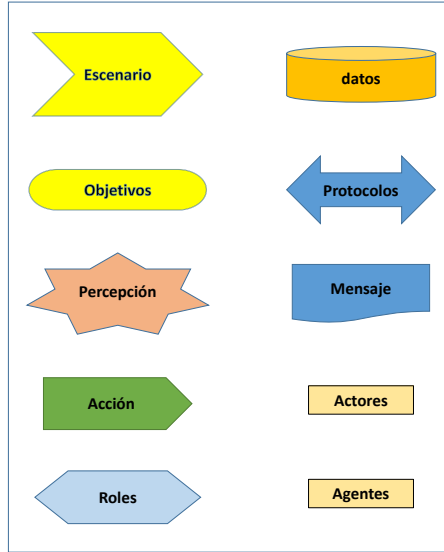 Escenario
datos
Objetivos
Protocolos
Percepción
Mensaje
Acción
Actores
Roles
Agentes